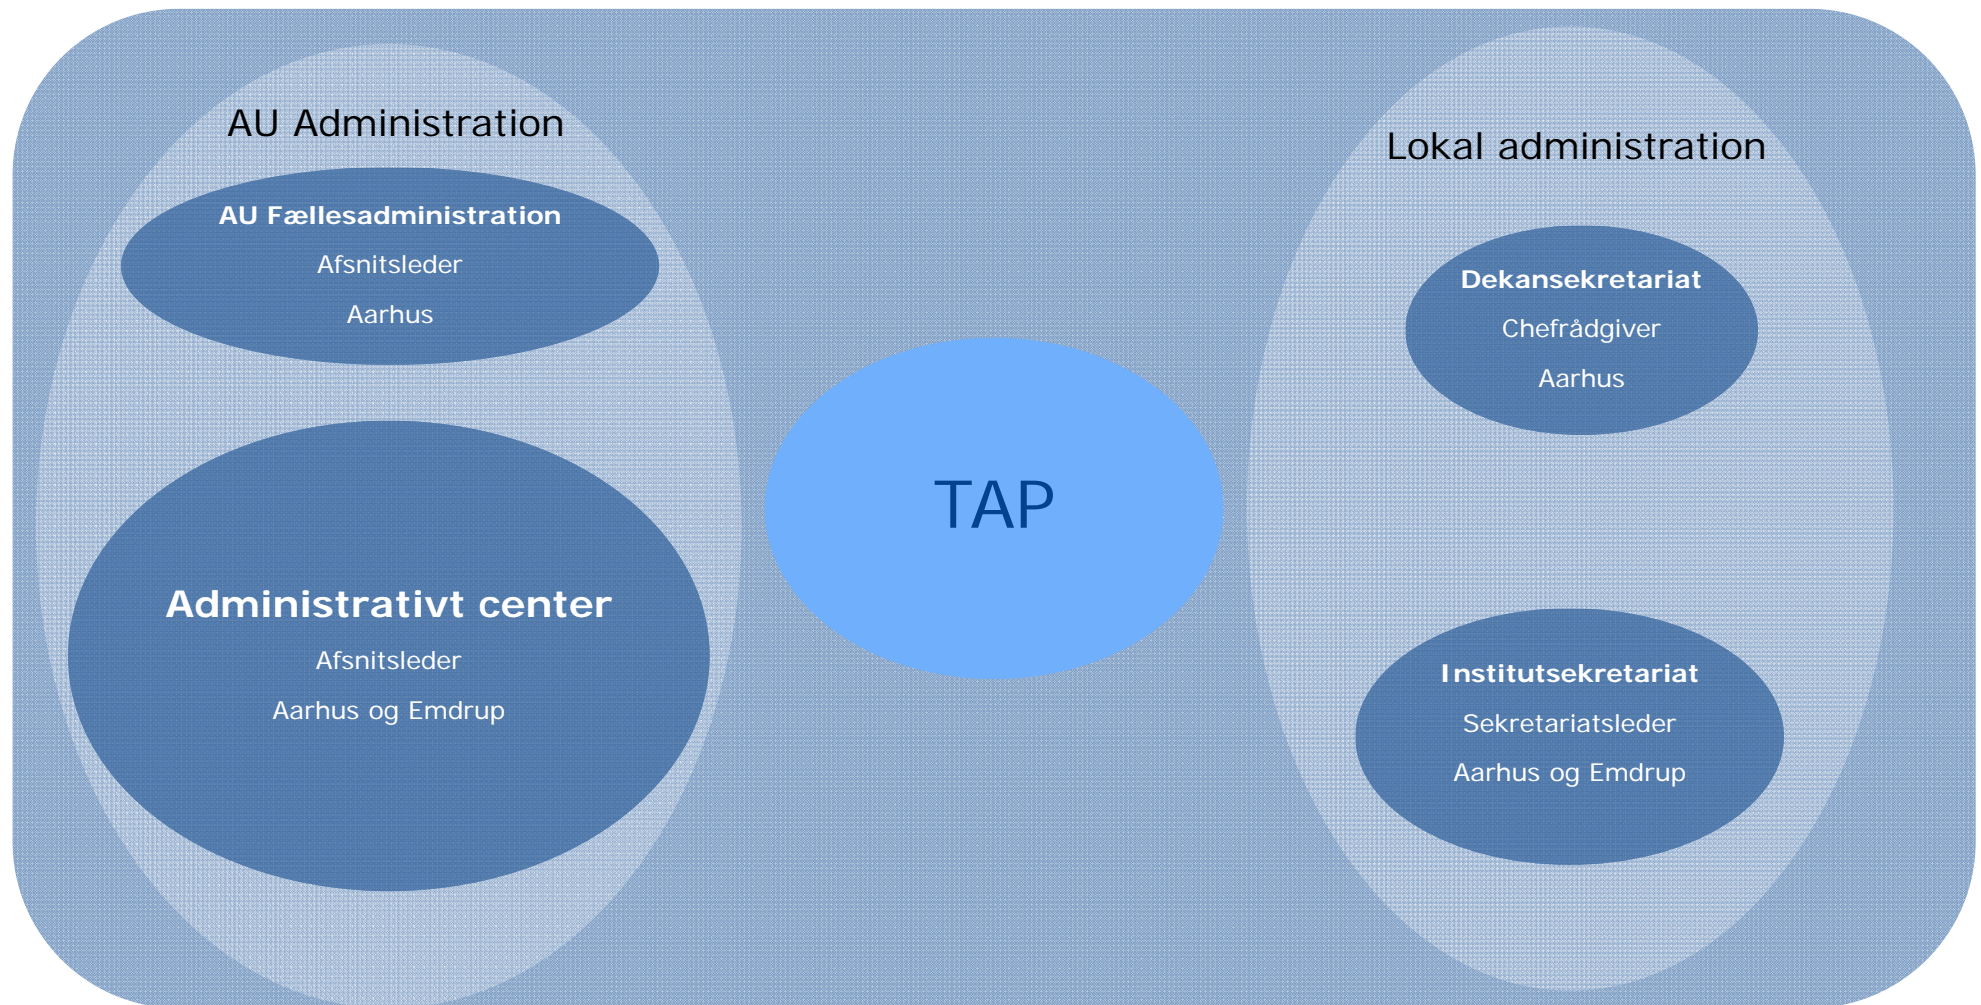 AU Administration
AU Fællesadministration
Afsnitsleder
Aarhus
Administrativt center
Afsnitsleder
Aarhus og Emdrup
TAP
Lokal administration
Dekansekretariat
Chefrådgiver
Aarhus
Institutsekretariat
Sekretariatsleder
Aarhus og Emdrup